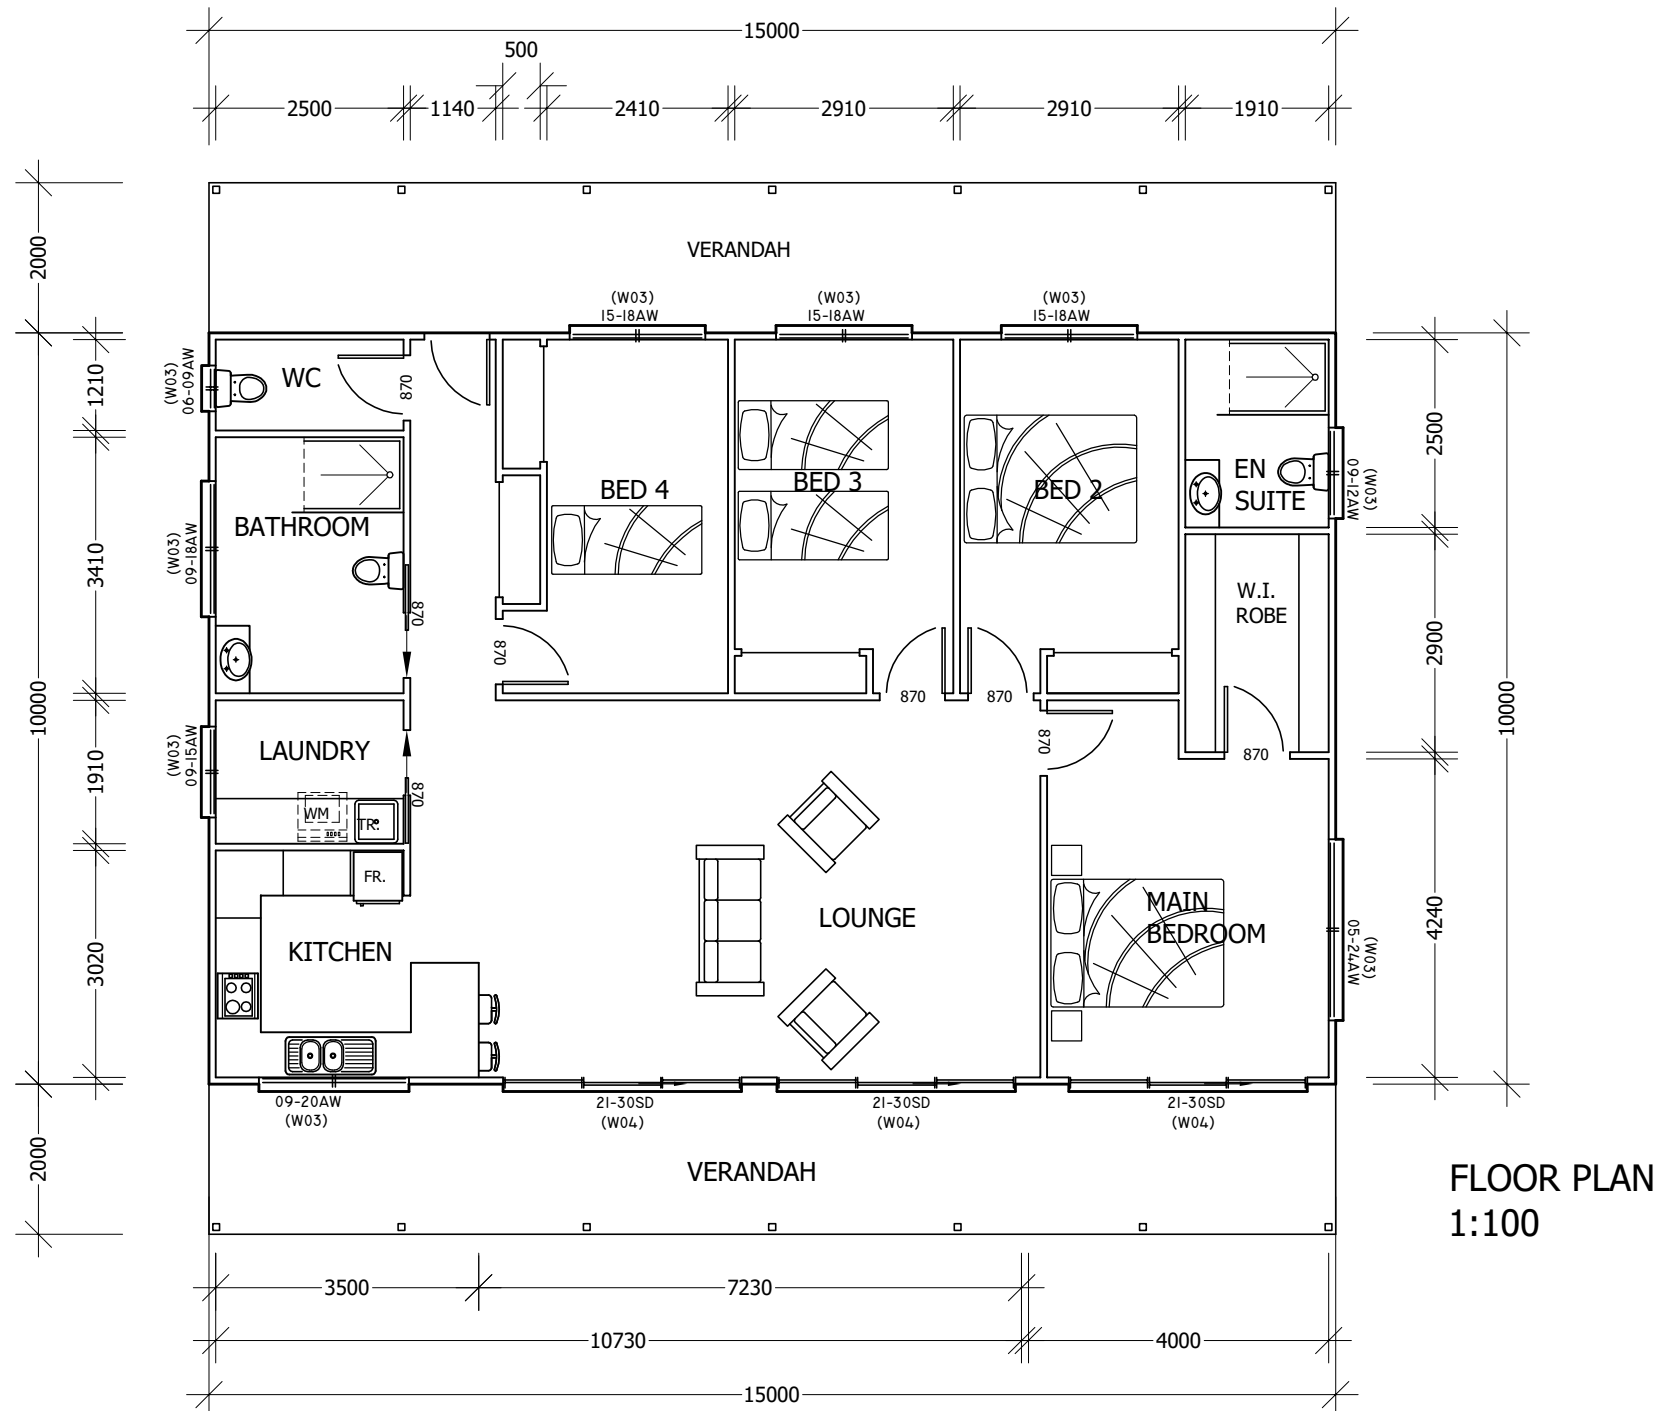 15000
500
2500
1140
2410
2910
2910
1910
2000
VERANDAH
(W03)
15-18AW
(W03)
15-18AW
(W03)
15-18AW
1210
(W03)
06-09AW
WC
870
BED 4
BED 3
BED 2
EN
SUITE
(W03)
09-12AW
2500
3410
(W03)
09-18AW
BATHROOM
870
870
W.I.
ROBE
2900
870
870
10000
10000
1910
(W03)
09-15AW
LAUNDRY
870
WM
TR.
870
870
FR.
3020
KITCHEN
LOUNGE
MAIN
BEDROOM
(W03)
05-24AW
4240
09-20AW
(W03)
21-30SD
(W04)
21-30SD
(W04)
21-30SD
(W04)
2000
VERANDAH
FLOOR PLAN
1:100
3500
7230
10730
4000
15000